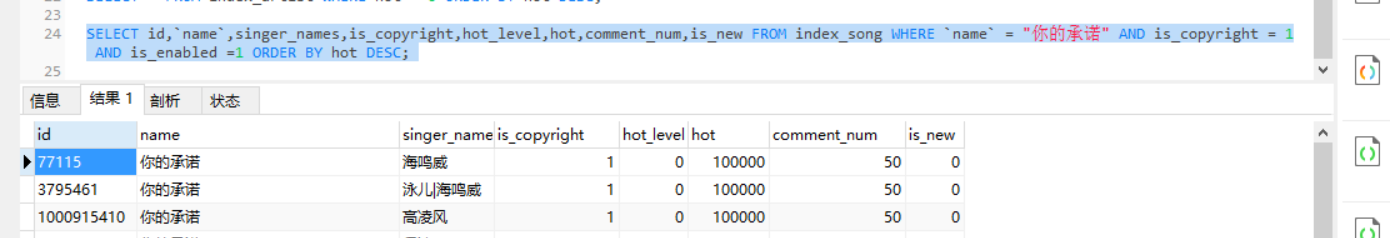 23
24 SELECT id,`name`,singer_names,is_copyright,hot_level,hot,comment_num,is_new FROM index_song WHERE `name` = "你的承诺" AND is_copyright = 1
AND is_enabled =1 ORDER BY hot DESC;
25
信息 结果 1 剖析 状态
id name singer_name is_copyright hot_level hot comment_num is_new
77115 你的承诺 海鸣威 1 0 100000 50 0
3795461 你的承诺 泳儿|海鸣威 1 0 100000 50 0
1000915410 你的承诺 高凌风 1 0 100000 50 0